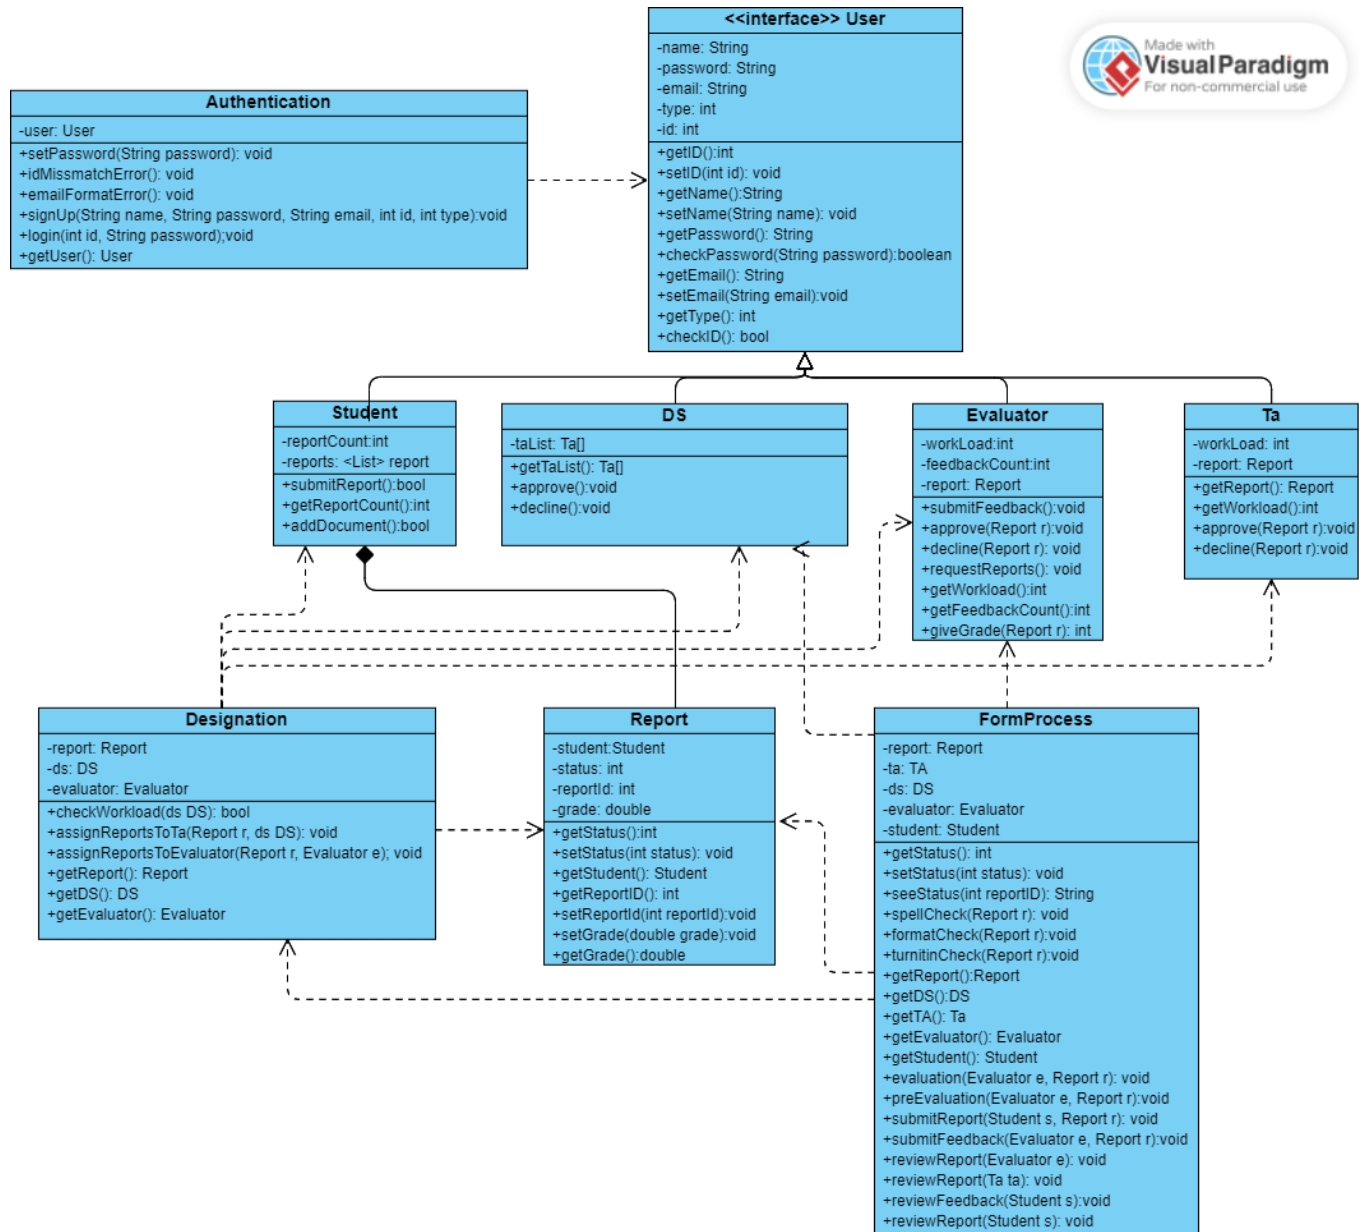 <<interface>> User
-name: String
-password: String
-email: String
-type: int
-id: int
+getID():int
+setID(int id): void
+getName():String
+setName(String name): void
+getPassword(): String
+checkPassword(String password):boolean
+getEmail(): String
+setEmail(String email):void
+getType(): int
+checkID(): bool
Made with
VisualParadigm
For non-commercial use
Authentication
-user: User
+setPassword(String password): void
+idMissmatchError(): void
+emailFormatError(): void
+signUp(String name, String password, String email, int id, int type):void
+login(int id, String password);void
+getUser(): User
Student
-reportCount:int
-reports: <List> report
+submitReport():bool
+getReportCount():int
+addDocument():bool
DS
-taList: Ta[]
+getTaList(): Ta[]
+approve():void
+decline():void
Evaluator
-workLoad:int
-feedbackCount:int
-report: Report
+submitFeedback():void
+approve(Report r):void
+decline(Report r): void
+requestReports(): void
+getWorkload():int
+getFeedbackCount():int
+giveGrade(Report r): int
Ta
-workLoad: int
-report: Report
+getReport(): Report
+getWorkload():int
+approve(Report r):void
+decline(Report r):void
Designation
-report: Report
-ds: DS
-evaluator: Evaluator
+checkWorkload(ds DS): bool
+assignReportsToTa(Report r, ds DS): void
+assignReportsToEvaluator(Report r, Evaluator e); void
+getReport(): Report
+getDS(): DS
+getEvaluator(): Evaluator
Report
-student:Student
-status: int
-reportId: int
-grade: double
+getStatus():int
+setStatus(int status): void
+getStudent(): Student
+getReportID(): int
+setReportId(int reportId):void
+setGrade(double grade):void
+getGrade():double
FormProcess
-report: Report
-ta: TA
-ds: DS
-evaluator: Evaluator
-student: Student
+getStatus(): int
+setStatus(int status): void
+seeStatus(int reportID): String
+spellCheck(Report r): void
+formatCheck(Report r):void
+turnitinCheck(Report r):void
+getReport():Report
+getDS():DS
+getTA(): Ta
+getEvaluator(): Evaluator
+getStudent(): Student
+evaluation(Evaluator e, Report r): void
+preEvaluation(Evaluator e, Report r):void
+submitReport(Student s, Report r): void
+submitFeedback(Evaluator e, Report r):void
+reviewReport(Evaluator e): void
+reviewReport(Ta ta): void
+reviewFeedback(Student s):void
+reviewReport(Student s): void